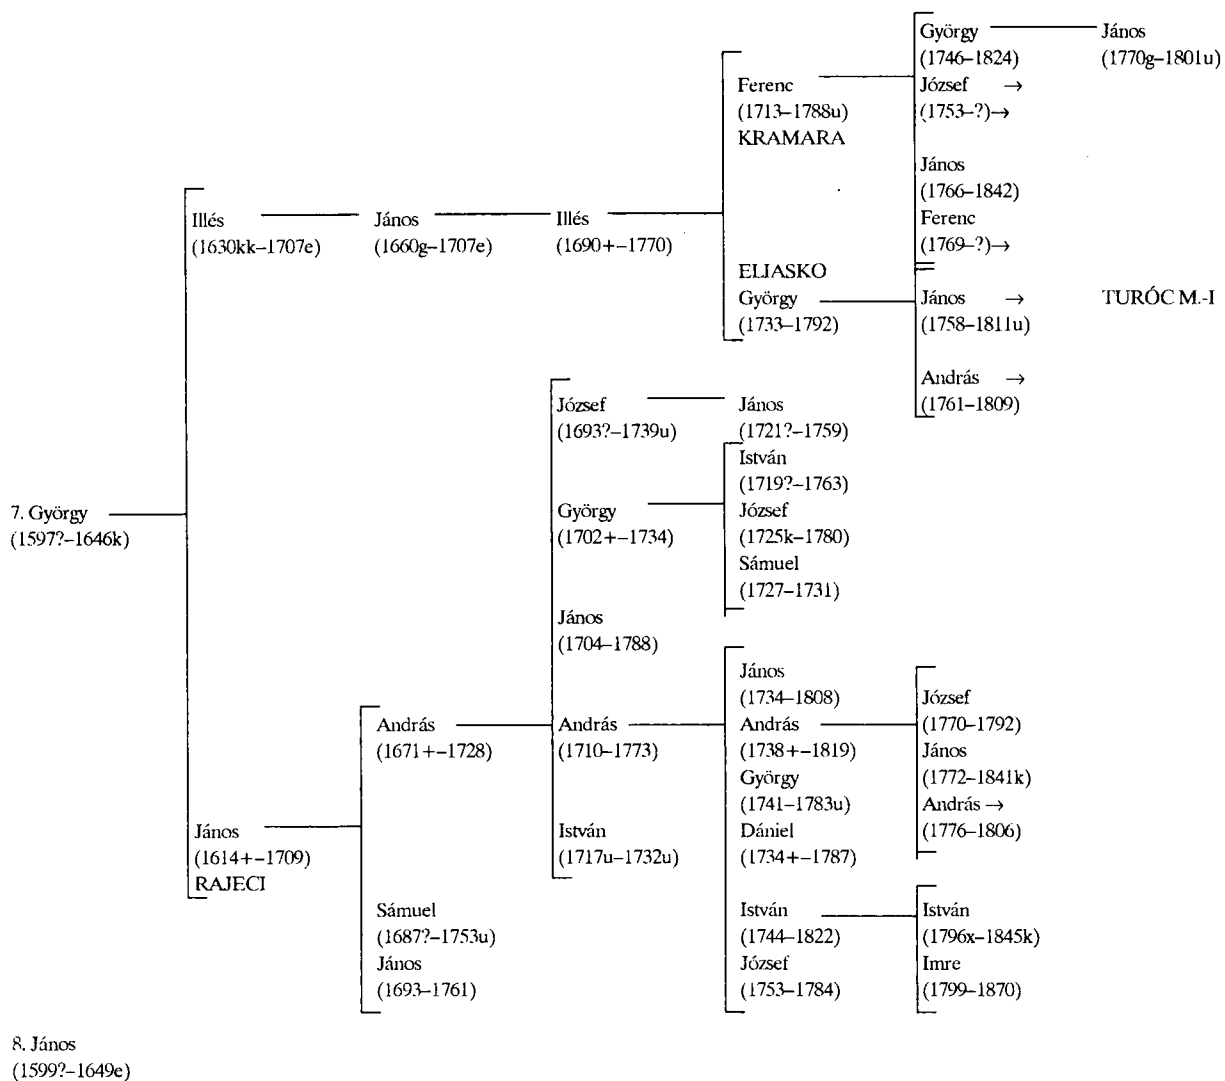 György
(1746–1824)
János
(1770g–1801u)
József →
(1753–?)→
János
(1766–1842)
Ferenc
(1769–?)→
Ferenc
(1713–1788u)
KRAMARA
Illés
(1630kk–1707e)
János
(1660g–1707e)
Illés
(1690+–1770)
ELIASKO
György
(1733–1792)
János →
(1758–1811u)
TURÓC M.-I
András →
(1761–1809)
József
(1693?–1739u)
János
(1721?–1759)
István
(1719?–1763)
József
(1725k–1780)
Sámuel
(1727–1731)
György
(1702+–1734)
7. György
(1597?–1646k)
János
(1704–1788)
András
(1671+–1728)
András
(1710–1773)
István
(1717u–1732u)
János
(1734–1808)
András
(1738+–1819)
György
(1741–1783u)
Dániel
(1734+–1787)
József
(1770–1792)
János
(1772–1841k)
András →
(1776–1806)
János
(1614+–1709)
RAJECI
Sámuel
(1687?–1753u)
János
(1693–1761)
István
(1744–1822)
József
(1753–1784)
István
(1796x–1845k)
Imre
(1799–1870)
8. János
(1599?–1649e)